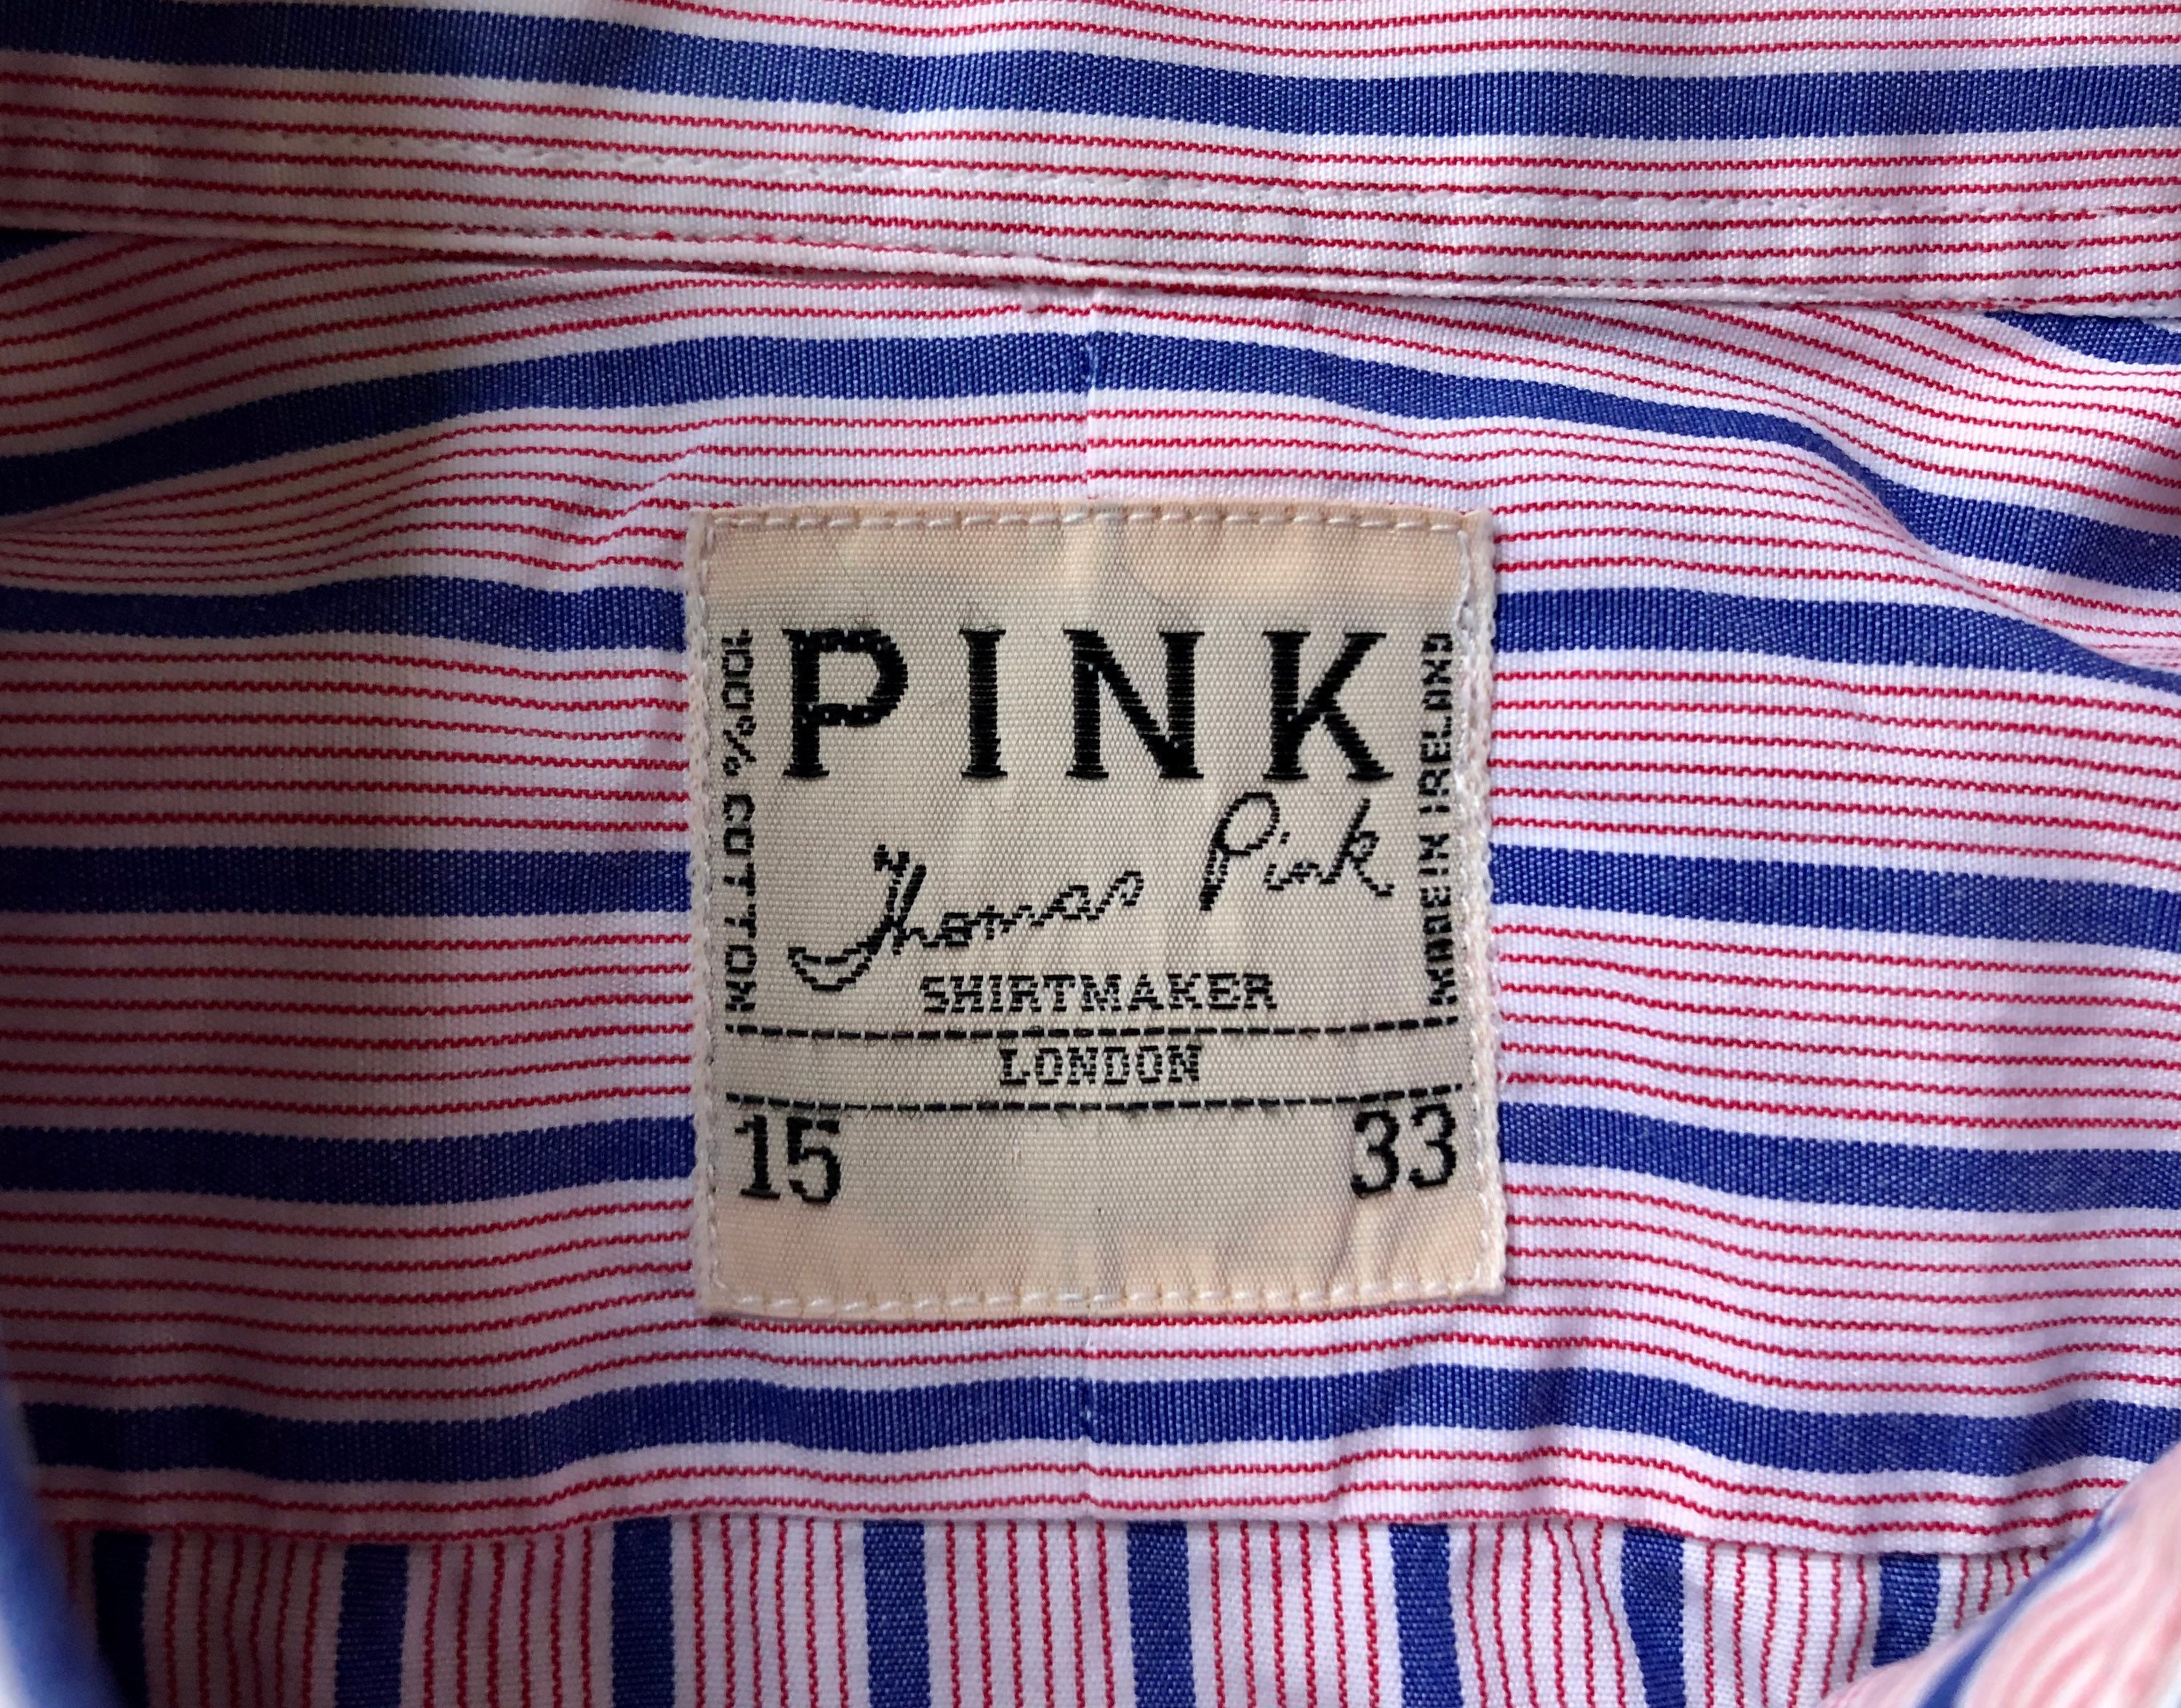 PINK
Thomas Pink
SHIRTMAKER
LONDON
15 33
100% COTTON
MADE IN IRELAND